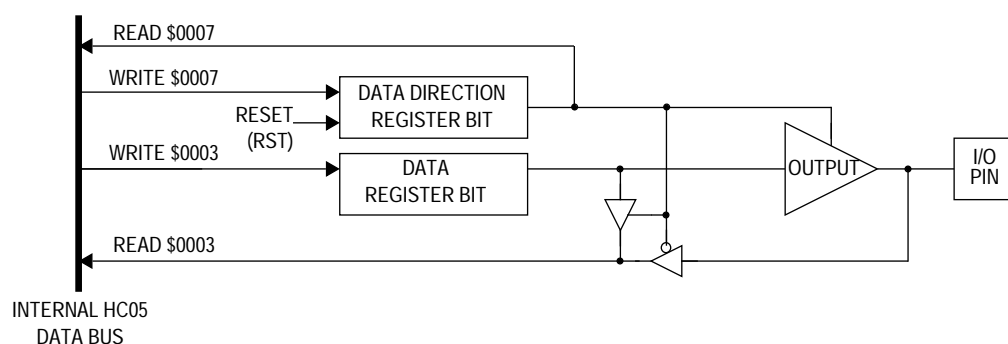 READ $0007
WRITE $0007
DATA DIRECTION
REGISTER BIT
RESET
(RST)
WRITE $0003
DATA
REGISTER BIT
OUTPUT
I/O
PIN
READ $0003
INTERNAL HC05
DATA BUS